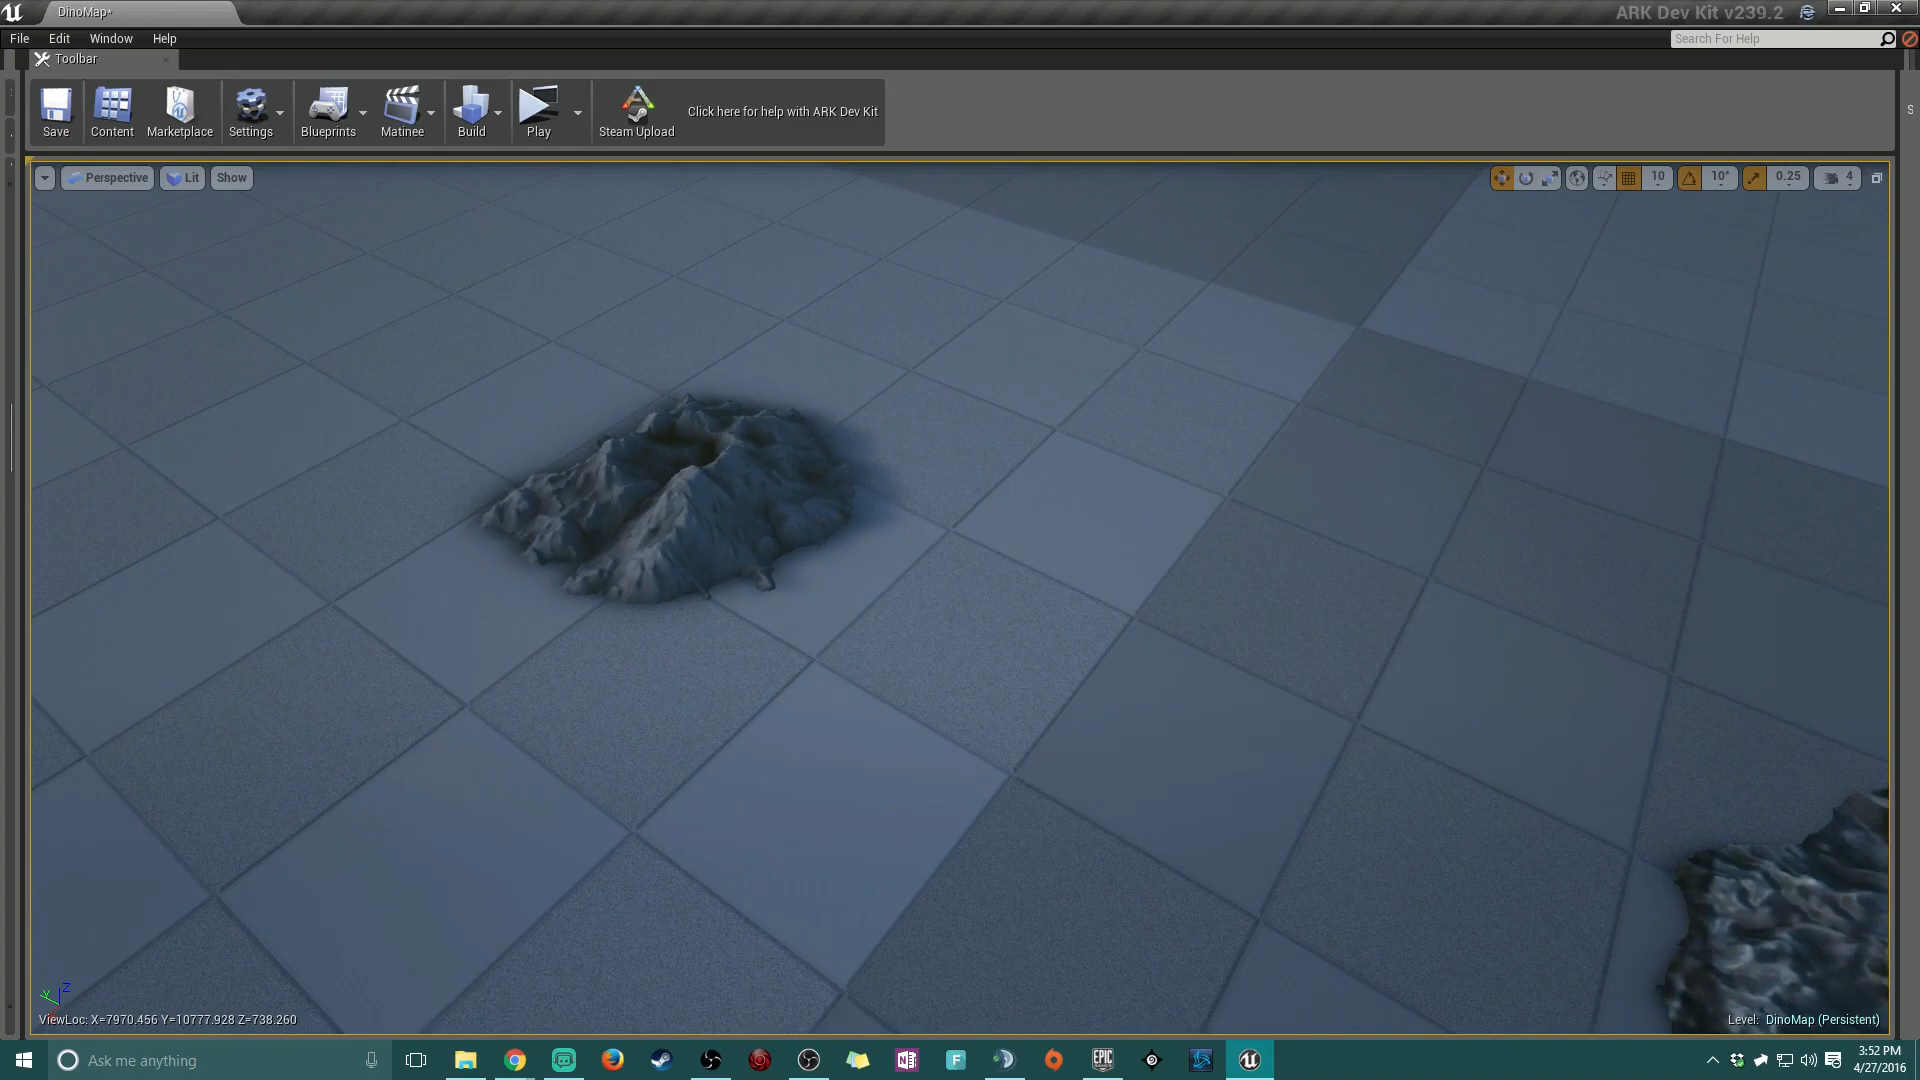 DinoMap*
ARK Dev Kit v239.2
File Edit Window Help
Search For Help
Toolbar
S
Save Content Marketplace Settings Blueprints Matinee Build Play Steam Upload
Click here for help with ARK Dev Kit
Perspective Lit Show
10 10° 0.25 4
Z
Y
ViewLoc: X=7970.456 Y=10777.928 Z=738.260
Level: DinoMap (Persistent)
Ask me anything
N
F
EPIC
GAMES
3:52 PM
4/27/2016